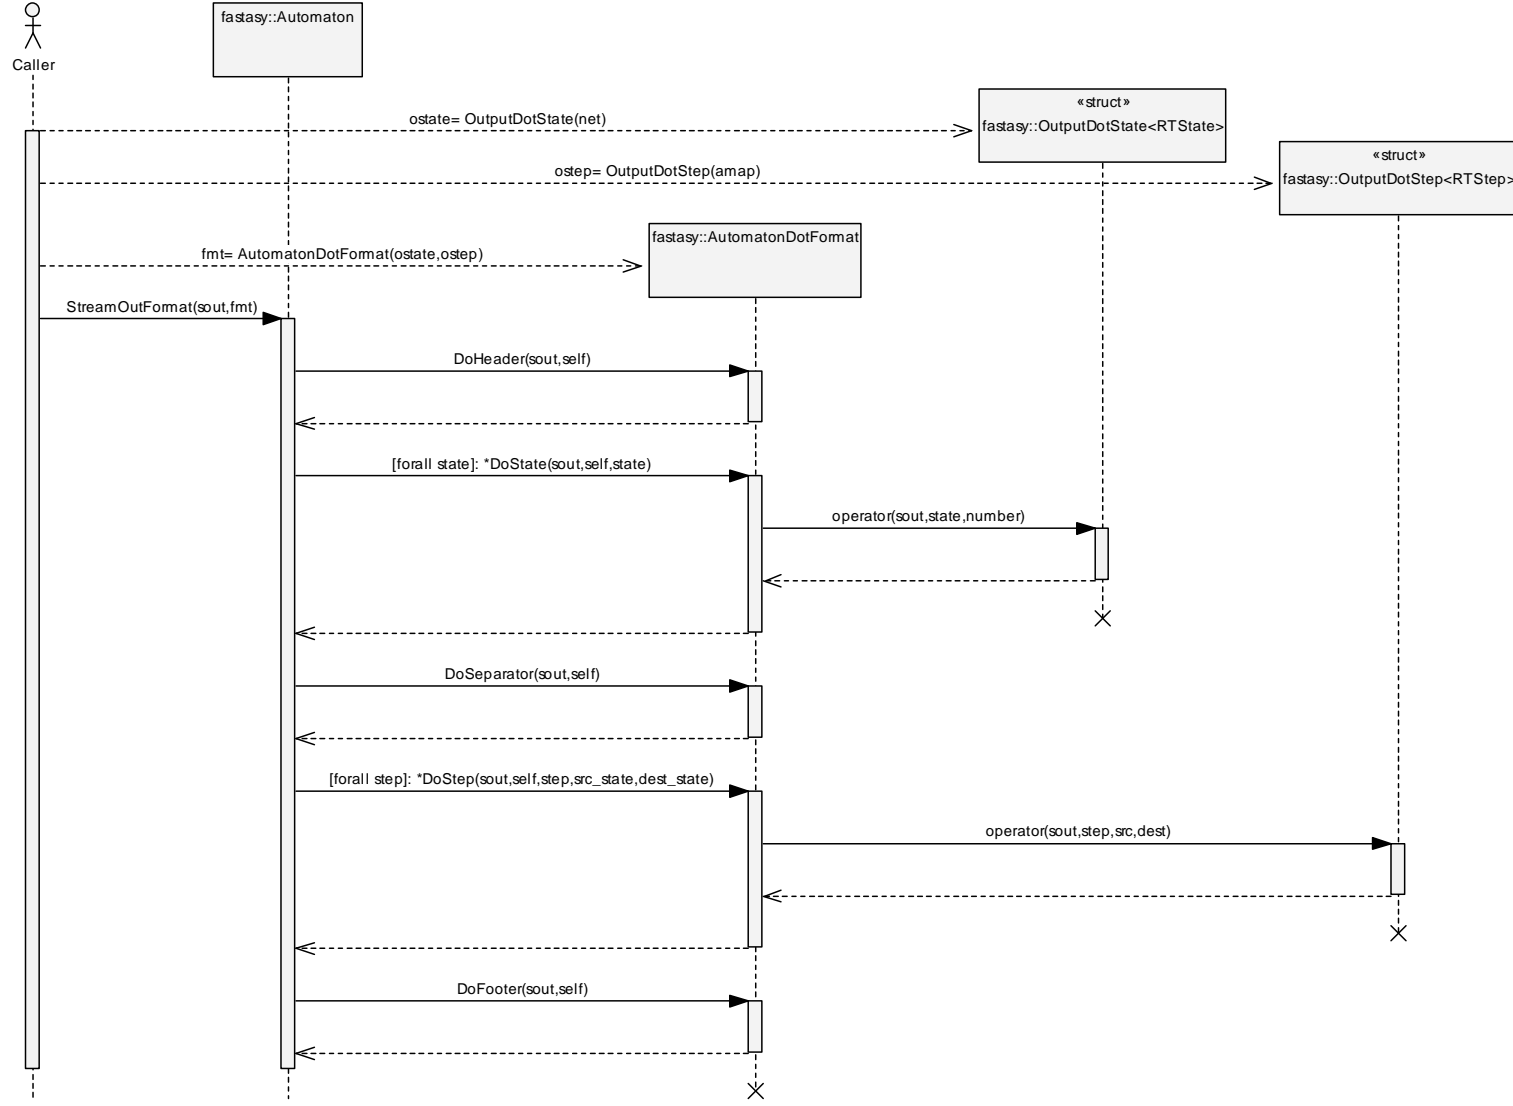 fastasy::Automaton
Caller
«struct»
fastasy::OutputDotState<RTState>
ostate= OutputDotState(net)
«struct»
fastasy::OutputDotStep<RTStep>
ostep= OutputDotStep(amap)
fastasy::AutomatonDotFormat
fmt= AutomatonDotFormat(ostate,ostep)
StreamOutFormat(sout,fmt)
DoHeader(sout,self)
[forall state]: *DoState(sout,self,state)
operator(sout,state,number)
DoSeparator(sout,self)
[forall step]: *DoStep(sout,self,step,src_state,dest_state)
operator(sout,step,src,dest)
DoFooter(sout,self)